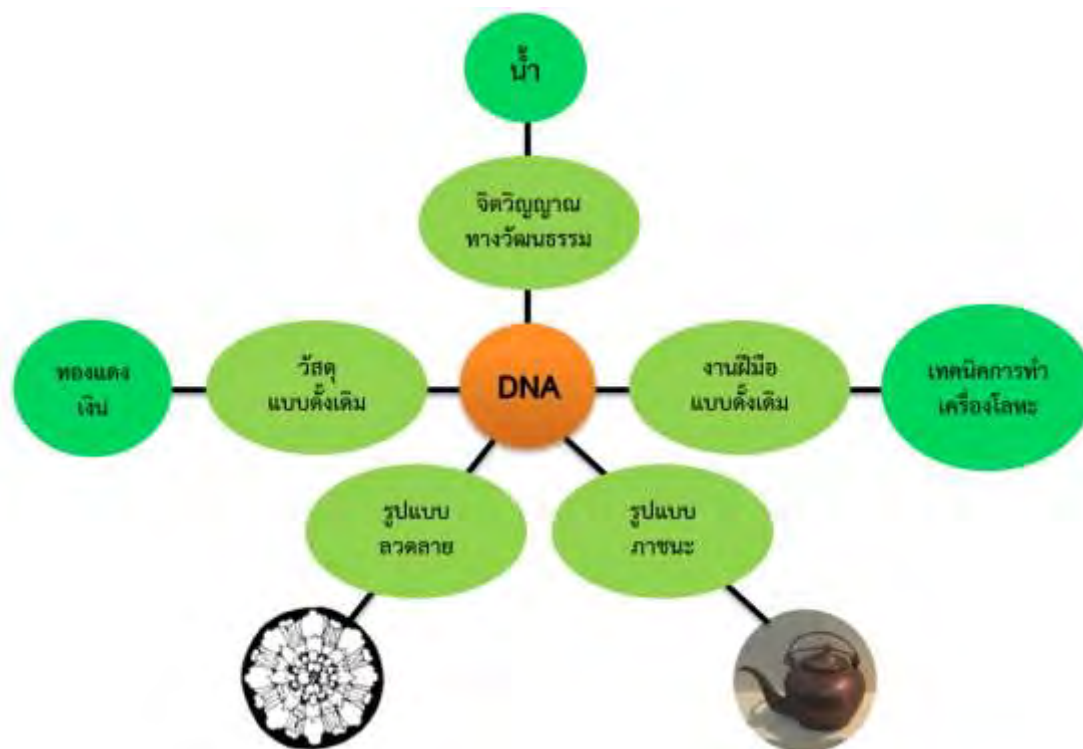 น้ำ
จิตวิญญาณ
ทางวัฒนธรรม
ทองแดง
เงิน
วัสดุ
แบบดั้งเดิม
DNA
งานฝีมือ
แบบดั้งเดิม
เทคนิคการทำ
เครื่องโลหะ
รูปแบบ
ลวดลาย
รูปแบบ
ภาชนะ